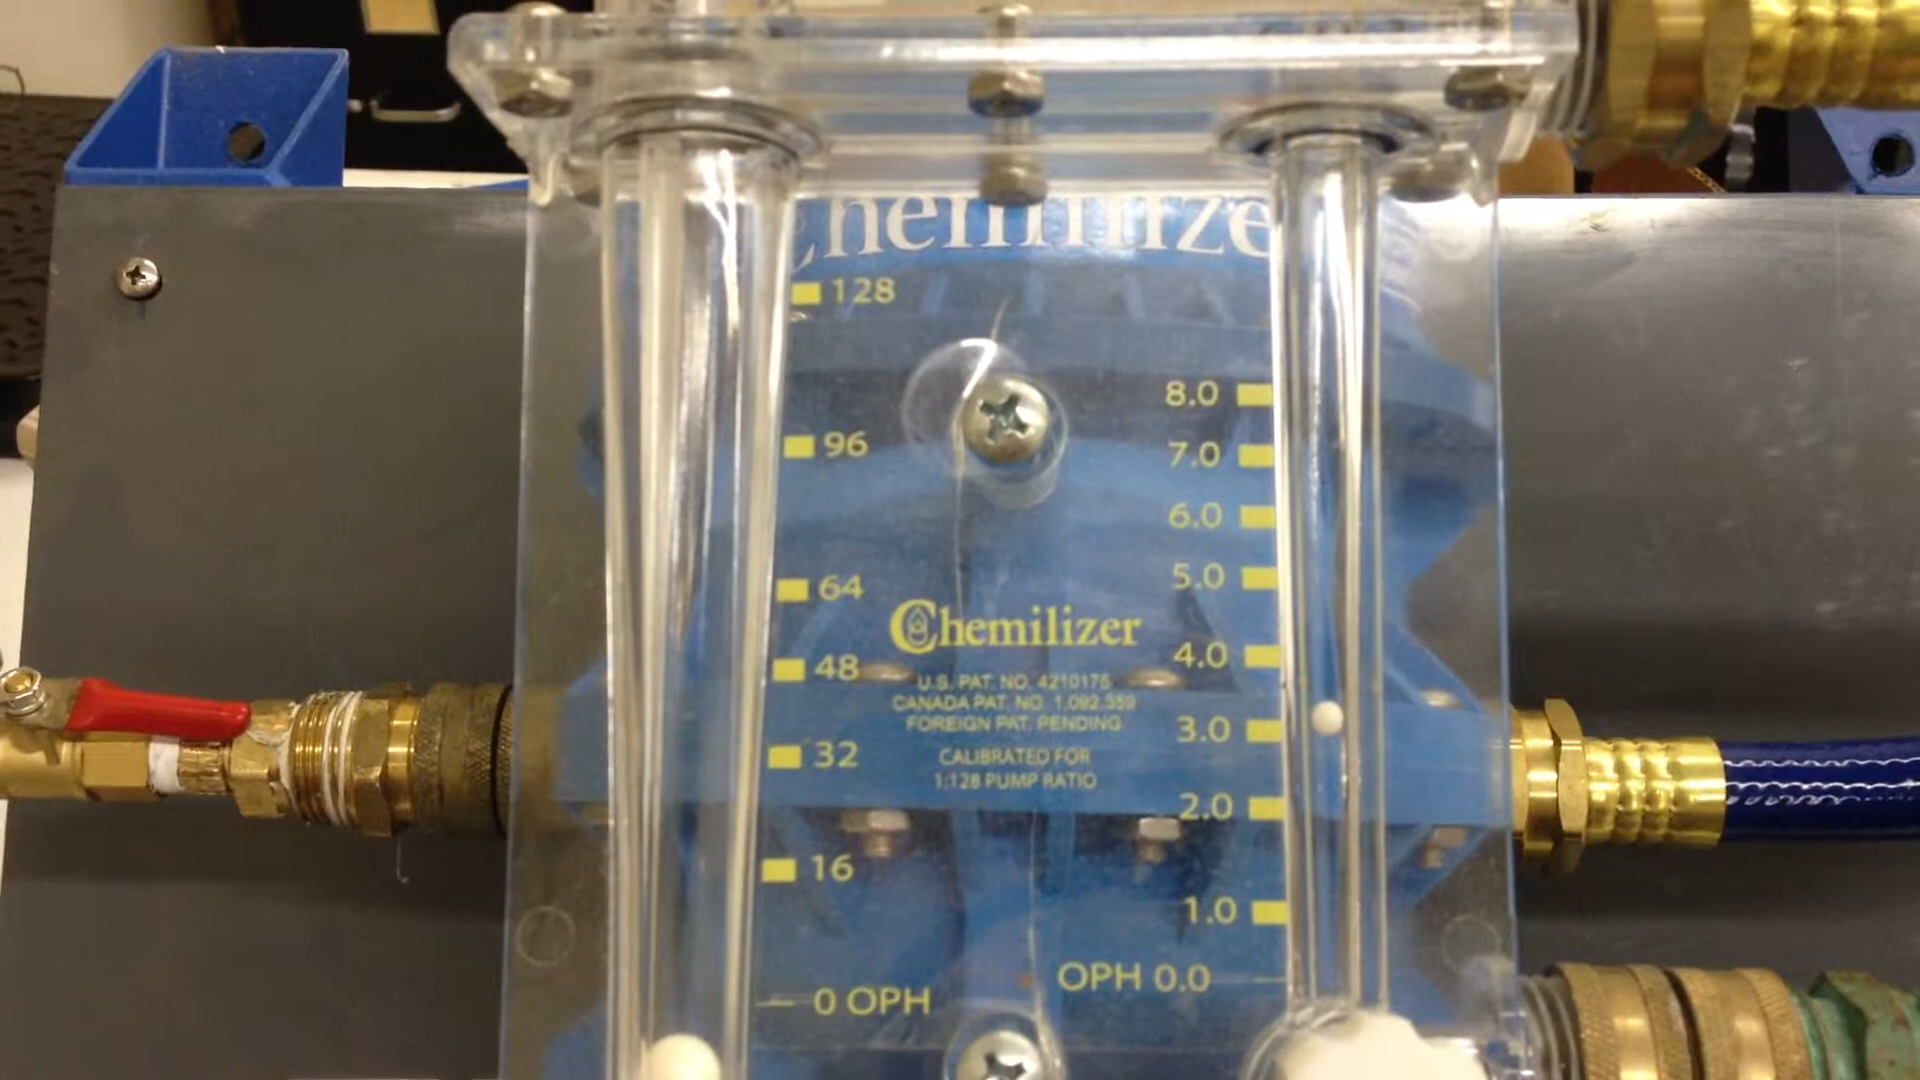 Chemilizer
128
96
64
48
32
16
0 OPH
8.0
7.0
6.0
5.0
4.0
3.0
2.0
1.0
OPH 0.0
Chemilizer
U.S. PAT. NO. 4210175
CANADA PAT. NO. 1.092.359
FOREIGN PAT. PENDING
CALIBRATED FOR
1:128 PUMP RATIO